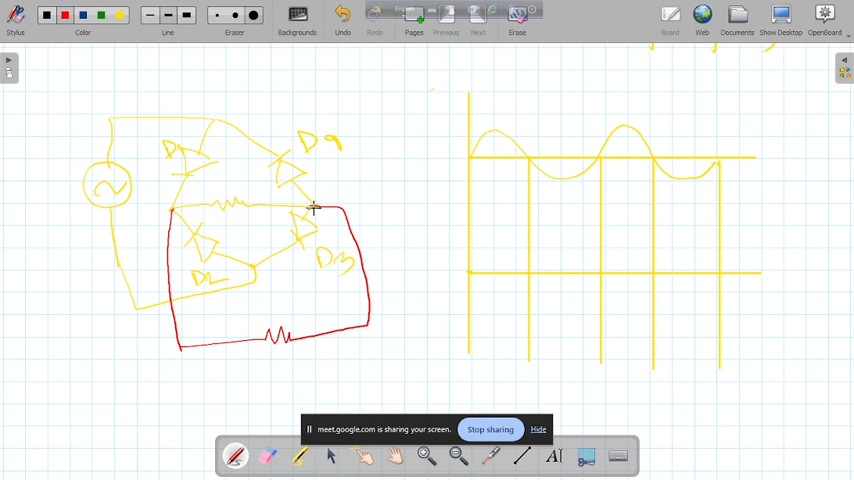 Stylus
Color
Line
Eraser
Backgrounds
Undo
Redo
Pages
Previous
Next
Erase
Board
Web
Documents
Show Desktop
OpenBoard
English
D1
D4
D2
D3
meet.google.com is sharing your screen.
Stop sharing
Hide